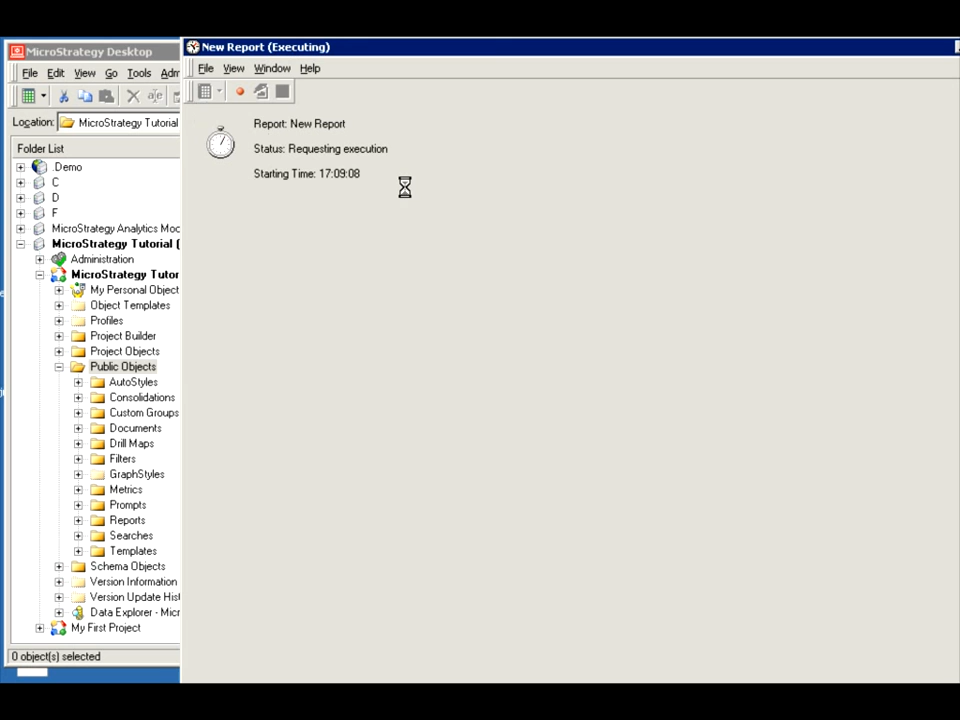 MicroStrategy Desktop
File Edit View Go Tools Adm
Location: MicroStrategy Tutorial
Folder List
.Demo
C
D
F
MicroStrategy Analytics Moc
MicroStrategy Tutorial (
Administration
MicroStrategy Tutor
My Personal Object
Object Templates
Profiles
Project Builder
Project Objects
Public Objects
AutoStyles
Consolidations
Custom Groups
Documents
Drill Maps
Filters
GraphStyles
Metrics
Prompts
Reports
Searches
Templates
Schema Objects
Version Information
Version Update Hist
Data Explorer - Micr
My First Project
0 object(s) selected
New Report (Executing)
File View Window Help
Report: New Report
Status: Requesting execution
Starting Time: 17:09:08